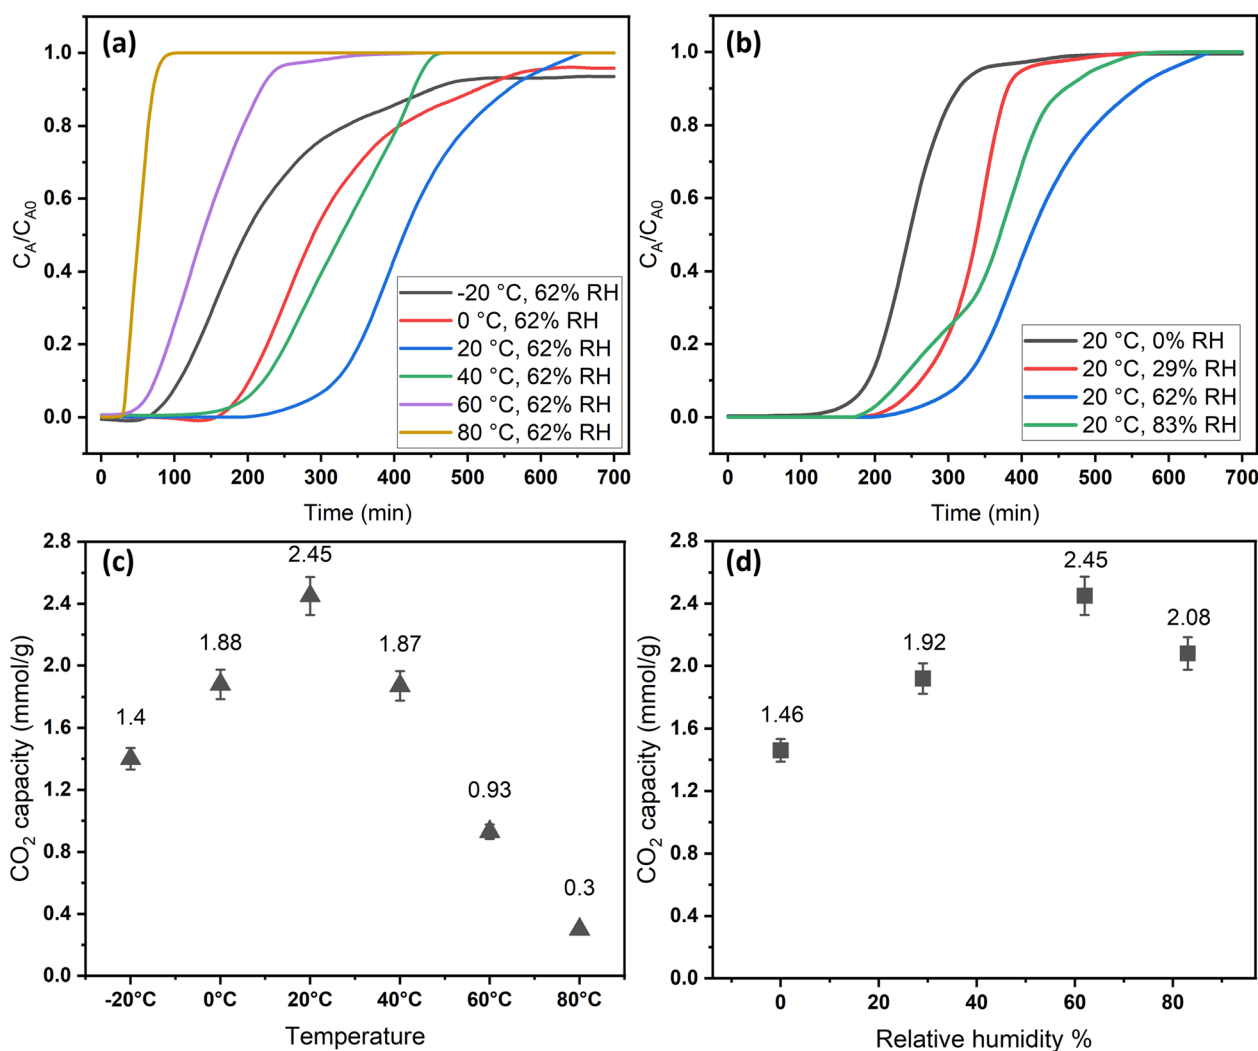 (a)
1.0
0.8
0.6
0.4
0.2
0.0
C_A/C_A0
-20 °C, 62% RH
0 °C, 62% RH
20 °C, 62% RH
40 °C, 62% RH
60 °C, 62% RH
80 °C, 62% RH
0 100 200 300 400 500 600 700
Time (min)
(b)
1.0
0.8
0.6
0.4
0.2
0.0
C_A/C_A0
20 °C, 0% RH
20 °C, 29% RH
20 °C, 62% RH
20 °C, 83% RH
0 100 200 300 400 500 600 700
Time (min)
(c)
2.8
2.4
2.0
1.6
1.2
0.8
0.4
0.0
CO₂ capacity (mmol/g)
1.4
1.88
2.45
1.87
0.93
0.3
-20°C 0°C 20°C 40°C 60°C 80°C
Temperature
(d)
2.8
2.4
2.0
1.6
1.2
0.8
0.4
0.0
CO₂ capacity (mmol/g)
1.46
1.92
2.45
2.08
0 20 40 60 80
Relative humidity %